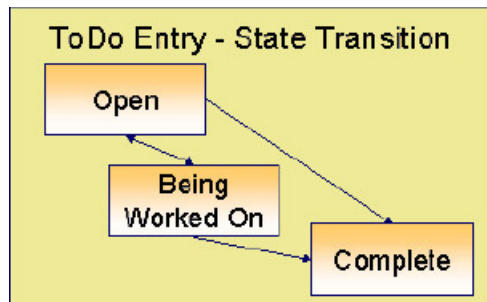 ToDo Entry - State Transition
Open
Being
Worked On
Complete